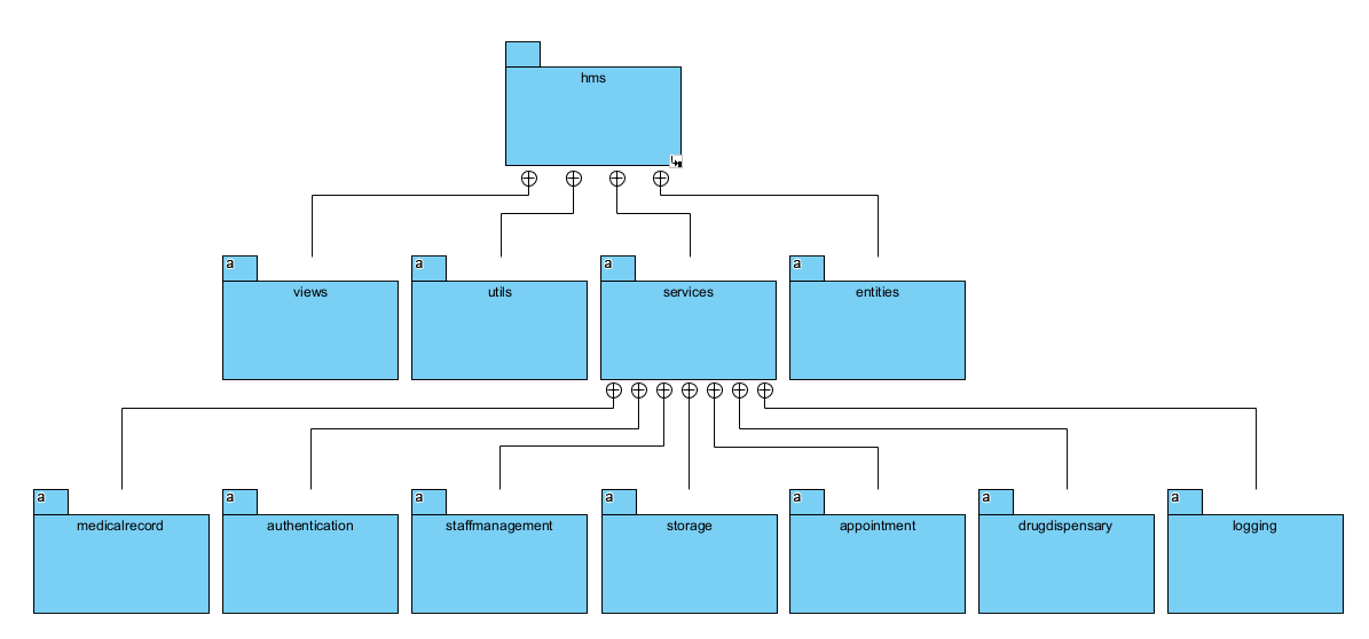 hms
a a a a
views utils services entities
a a a a a a a
medicalrecord authentication staffmanagement storage appointment drugdispensary logging